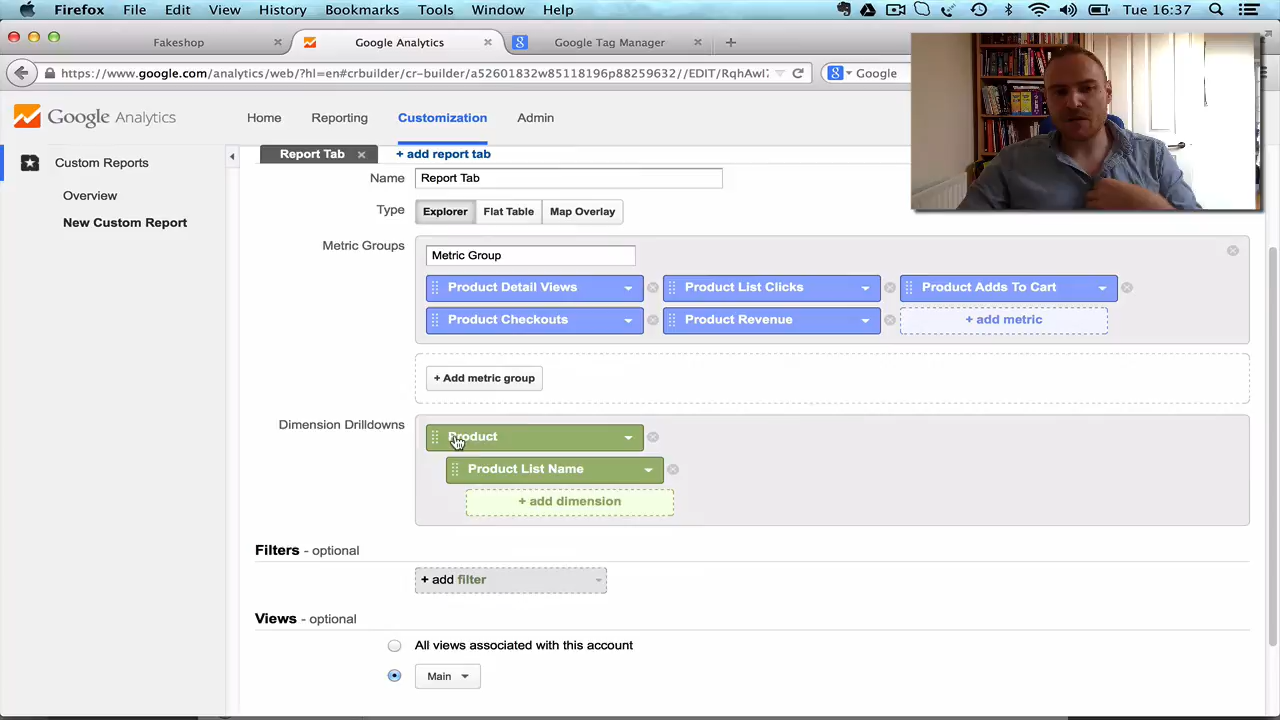 Firefox File Edit View History Bookmarks Tools Window Help Tue 16:37
Fakeshop Google Analytics Google Tag Manager
https://www.google.com/analytics/web/?hl=en#crbuilder/cr-builder/a52601832w85118196p88259632//EDIT/RqhAwl Google
Google Analytics Home Reporting Customization Admin
Custom Reports
Overview
New Custom Report
Report Tab + add report tab
Name Report Tab
Type Explorer Flat Table Map Overlay
Metric Groups
Metric Group
Product Detail Views Product List Clicks Product Adds To Cart
Product Checkouts Product Revenue + add metric
+ Add metric group
Dimension Drilldowns
Product
Product List Name
+ add dimension
Filters - optional
+ add filter
Views - optional
All views associated with this account
Main